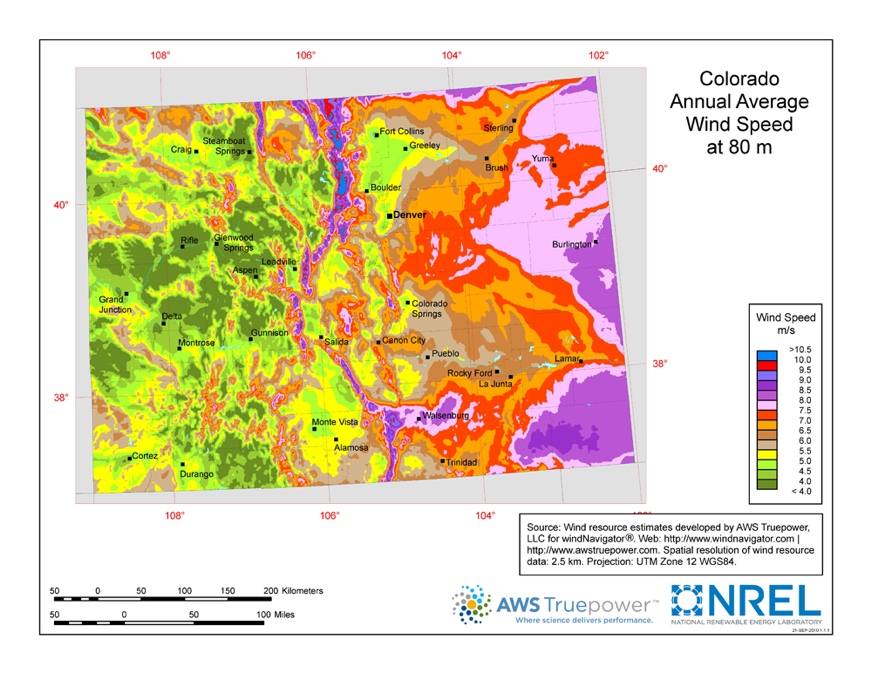 108°
106°
104°
102°
Colorado
Annual Average
Wind Speed
at 80 m
Fort Collins
Sterling
Steamboat
Springs
Craig
Greeley
Yuma
Brush
40°
Boulder
40°
Denver
Rifle
Glenwood
Springs
Burlington
Leadville
Aspen
Grand
Junction
Colorado
Springs
Delta
Gunnison
Montrose
Salida
Canon City
Pueblo
Lamar
38°
Rocky Ford
La Junta
38°
Walsenburg
Monte Vista
Alamosa
Cortez
Trinidad
Durango
108°
106°
104°
Wind Speed
m/s
>10.5
10.0
9.5
9.0
8.5
8.0
7.5
7.0
6.5
6.0
5.5
5.0
4.5
4.0
< 4.0
Source: Wind resource estimates developed by AWS Truepower,
LLC for windNavigator®. Web: http://www.windnavigator.com |
http://www.awstruepower.com. Spatial resolution of wind resource
data: 2.5 km. Projection: UTM Zone 12 WGS84.
50 0 50 100 150 200 Kilometers
50 0 50 100 Miles
AWS Truepower™
Where science delivers performance.
NREL
NATIONAL RENEWABLE ENERGY LABORATORY